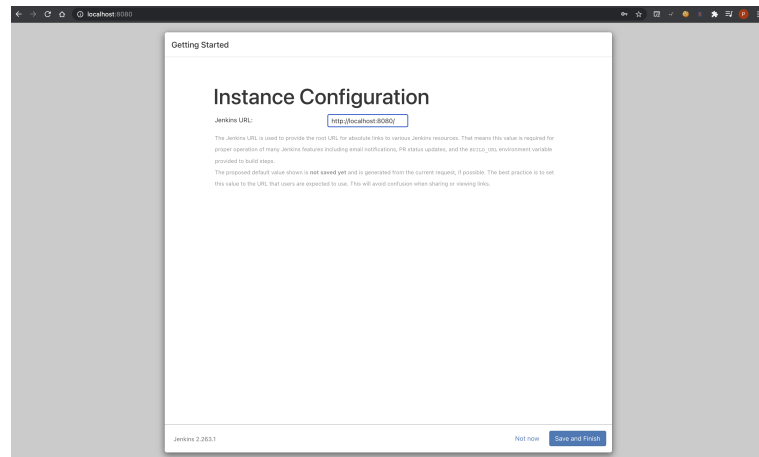 localhost:8080
Getting Started
Instance Configuration
Jenkins URL:
http://localhost:8080/
The Jenkins URL is used to provide the root URL for absolute links to various Jenkins resources. That means this value is required for
proper operation of many Jenkins features including email notifications, PR status updates, and the BUILD_URL environment variable
provided to build steps.
The proposed default value shown is not saved yet and is generated from the current request, if possible. The best practice is to set
this value to the URL that users are expected to use. This will avoid confusion when sharing or viewing links.
Jenkins 2.263.1
Not now
Save and Finish